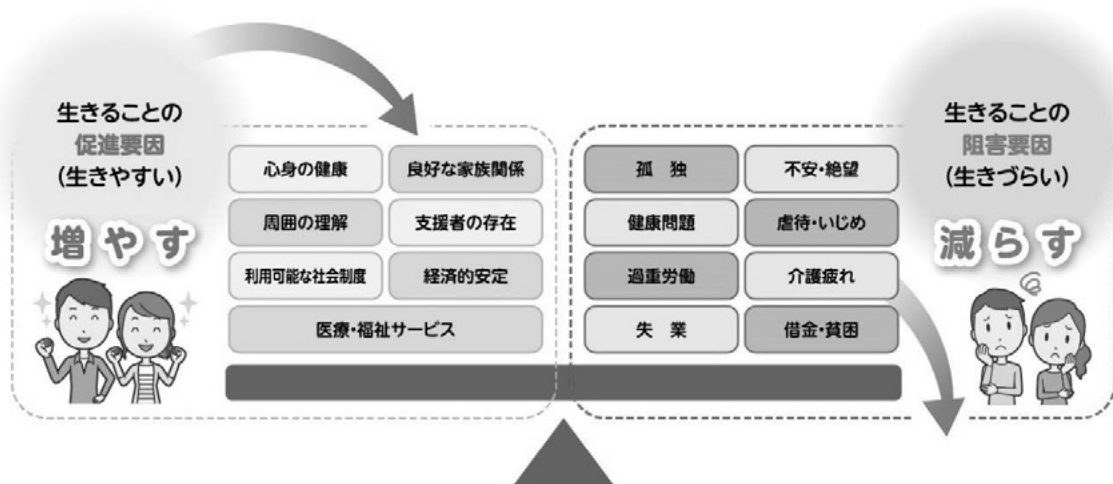 生きることの
促進要因
(生きやすい)
増やす
心身の健康
良好な家族関係
周囲の理解
支援者の存在
利用可能な社会制度
経済的安定
医療・福祉サービス
孤 独
不安・絶望
健康問題
虐待・いじめ
過重労働
介護疲れ
失 業
借金・貧困
生きることの
阻害要因
(生きづらい)
減らす